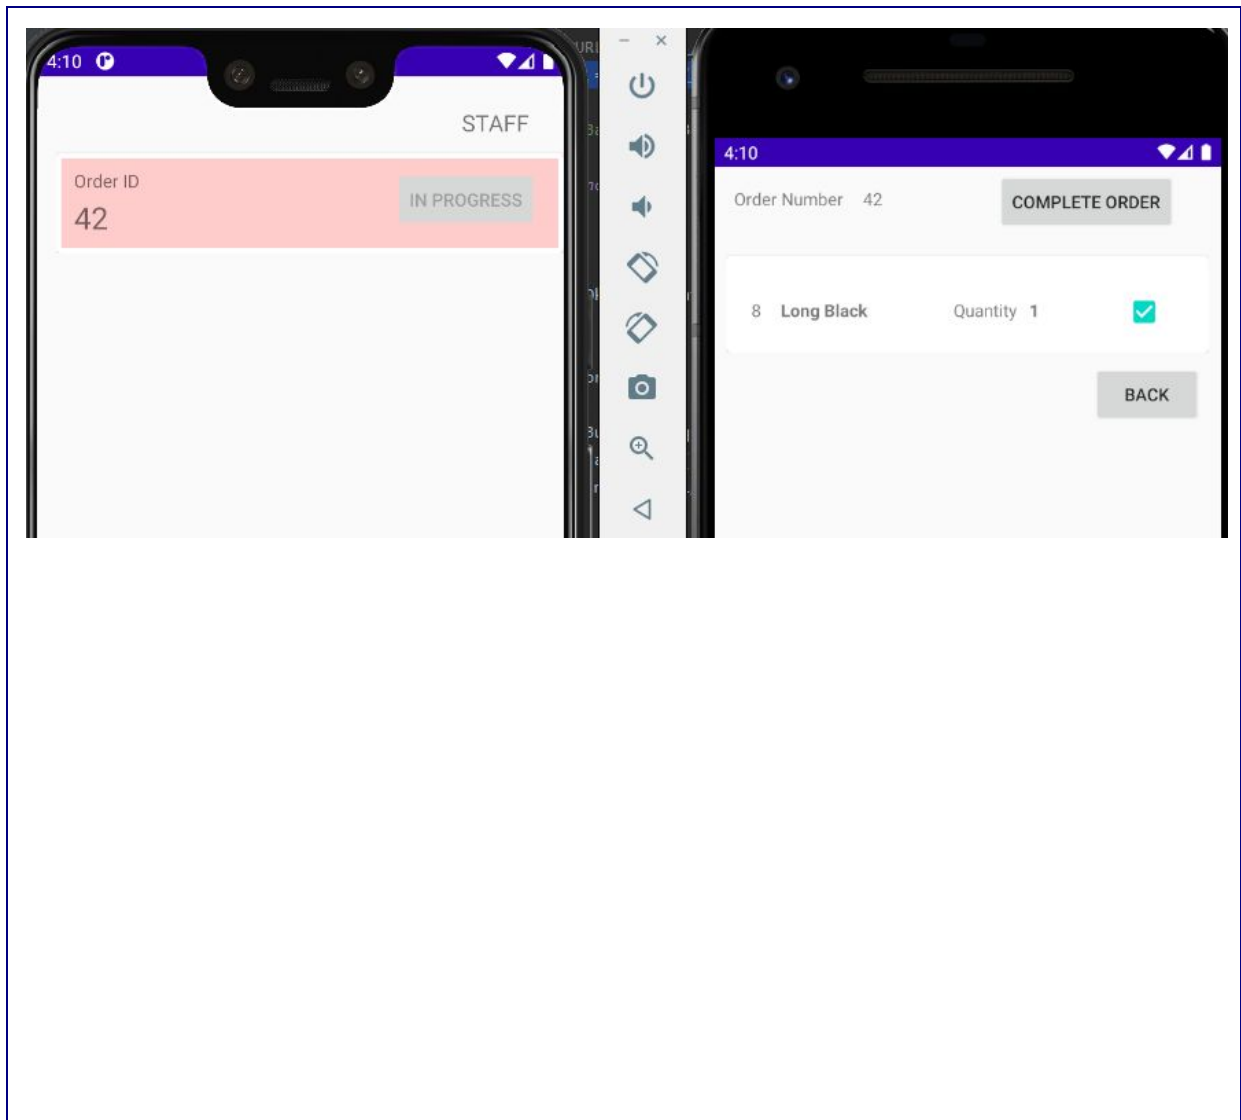 4:10
STAFF
Order ID
42
IN PROGRESS
4:10
Order Number 42
COMPLETE ORDER
8 Long Black Quantity 1
BACK